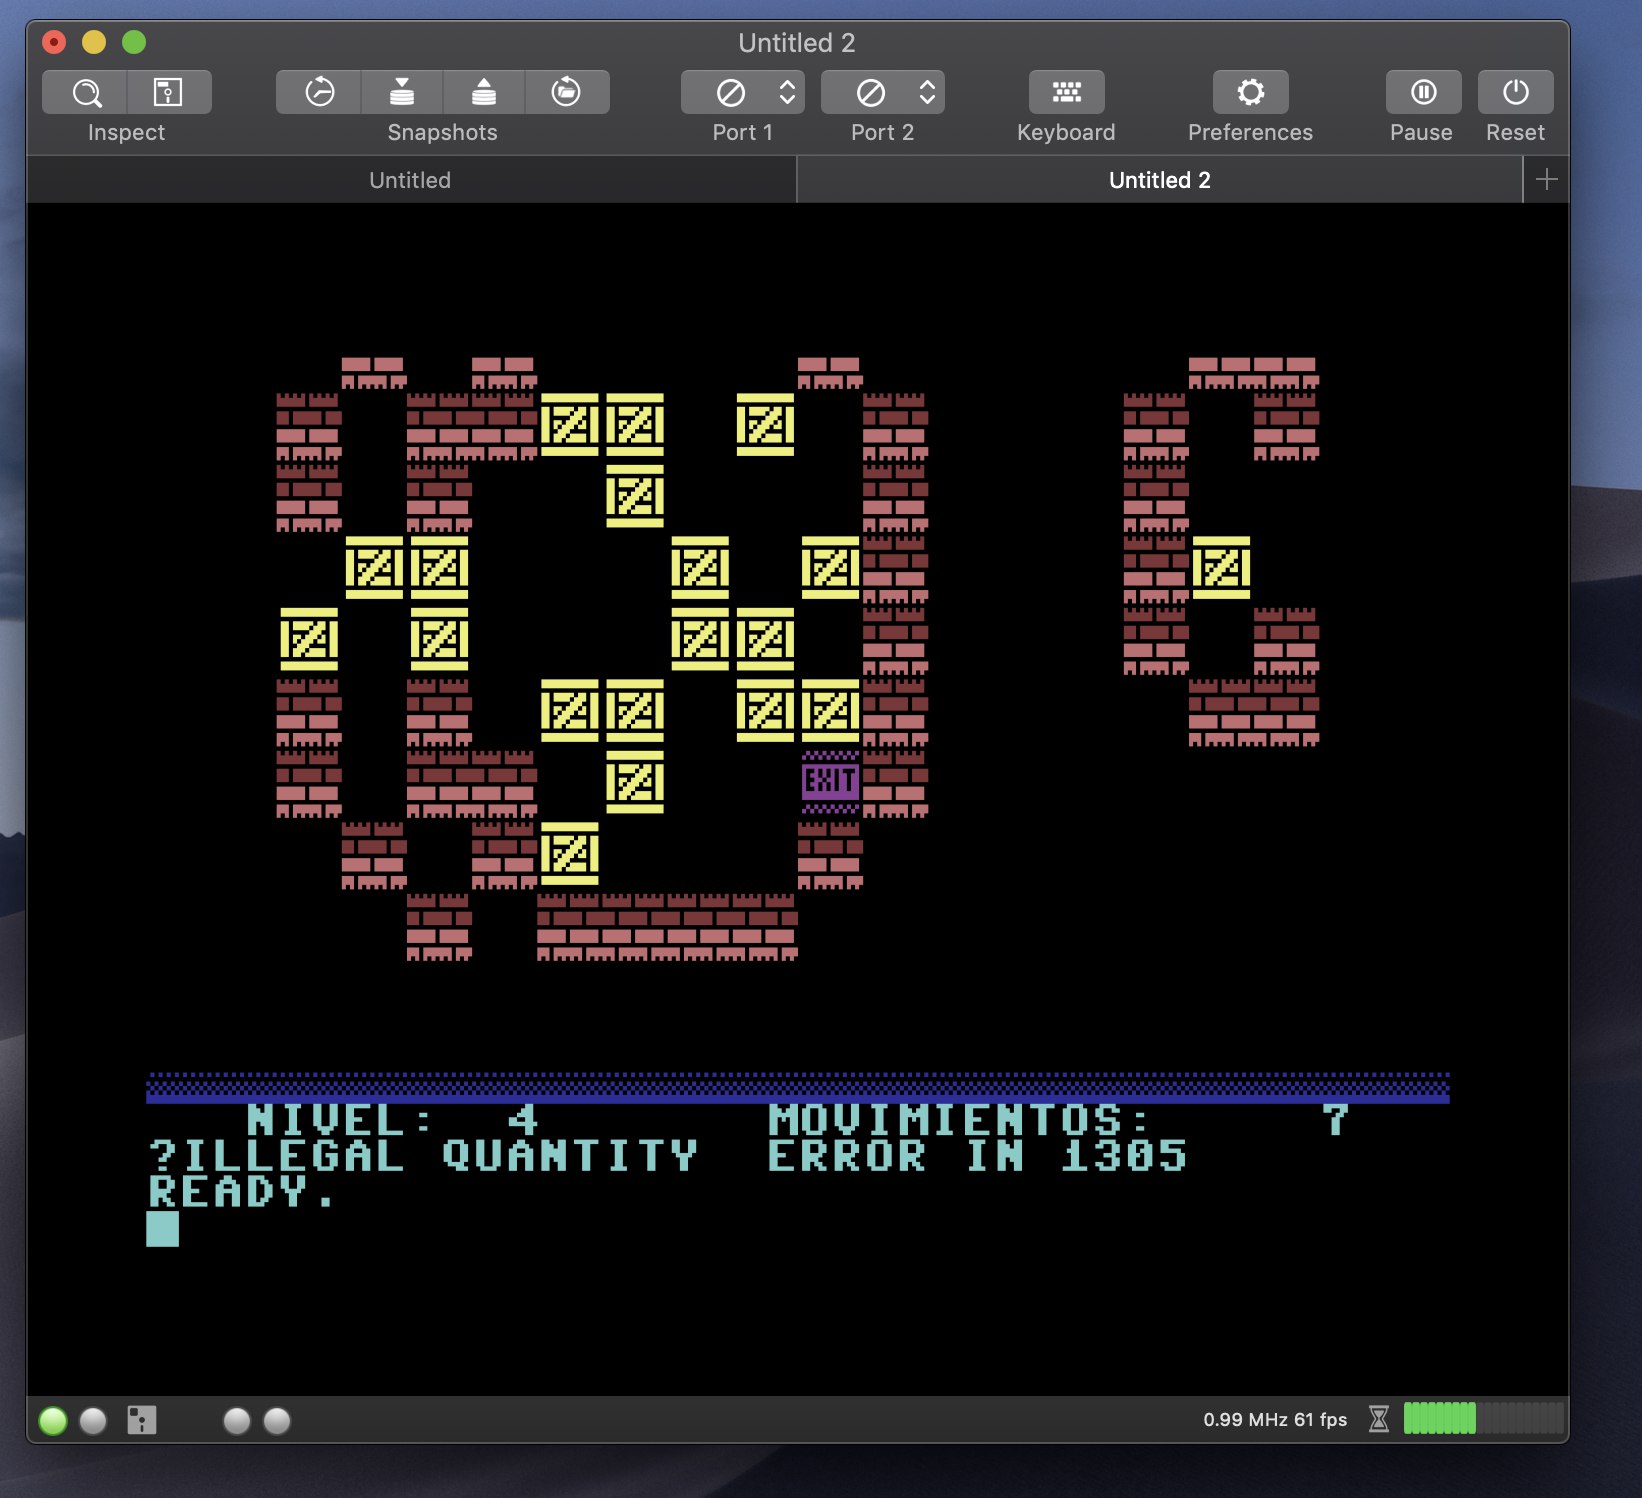 Untitled 2
Inspect Snapshots Port 1 Port 2 Keyboard Preferences Pause Reset
Untitled Untitled 2
EXIT
NIVEL: 4 MOVIMIENTOS: 7
?ILLEGAL QUANTITY ERROR IN 1305
READY.
0.99 MHz 61 fps